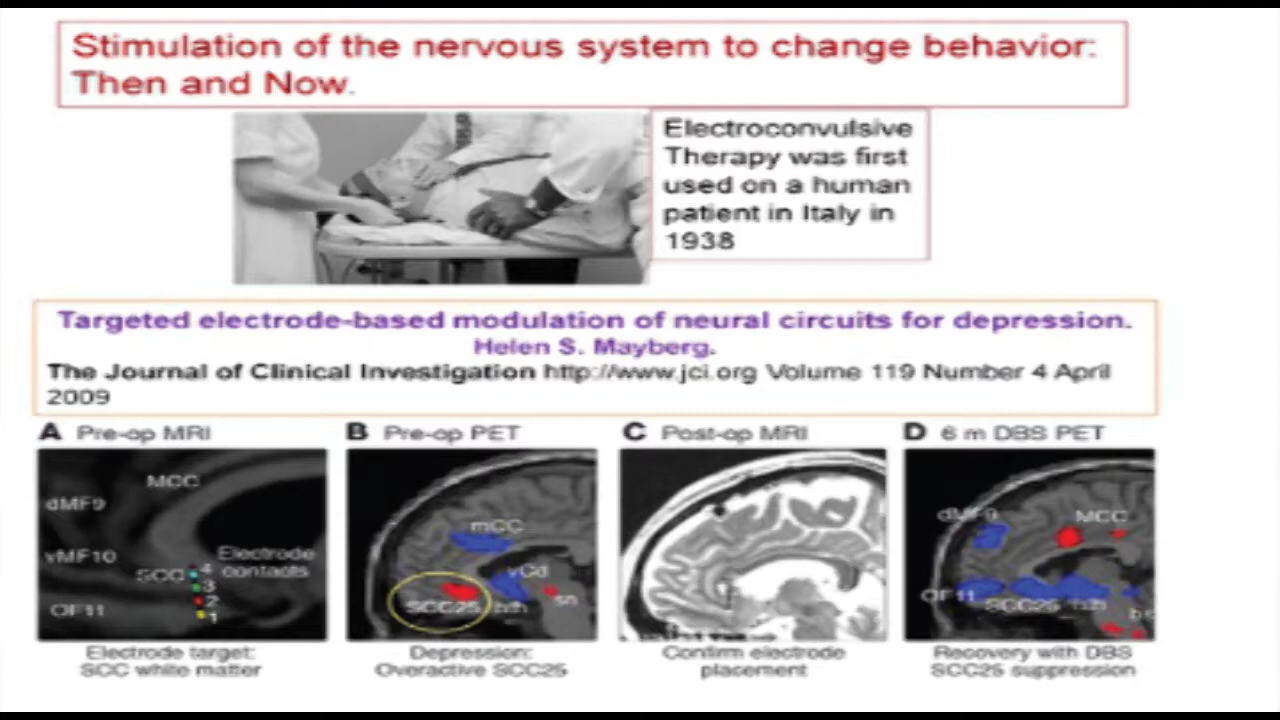 Stimulation of the nervous system to change behavior:
Then and Now.
Electroconvulsive
Therapy was first
used on a human
patient in Italy in
1938
Targeted electrode-based modulation of neural circuits for depression.
Helen S. Mayberg.
The Journal of Clinical Investigation http://www.jci.org Volume 119 Number 4 April
2009
A Pre-op MRI
MCC
dMF9
vMF10
SCC
OF11
Electrode
contacts
4
3
2
1
Electrode target:
SCC white matter
B Pre-op PET
mCC
vCd
SCC25
hth
sn
Depression:
Overactive SCC25
C Post-op MRI
Confirm electrode
placement
D 6 m DBS PET
dMF9
MCC
OF11
SCC25
hth
bs
Recovery with DBS
SCC25 suppression